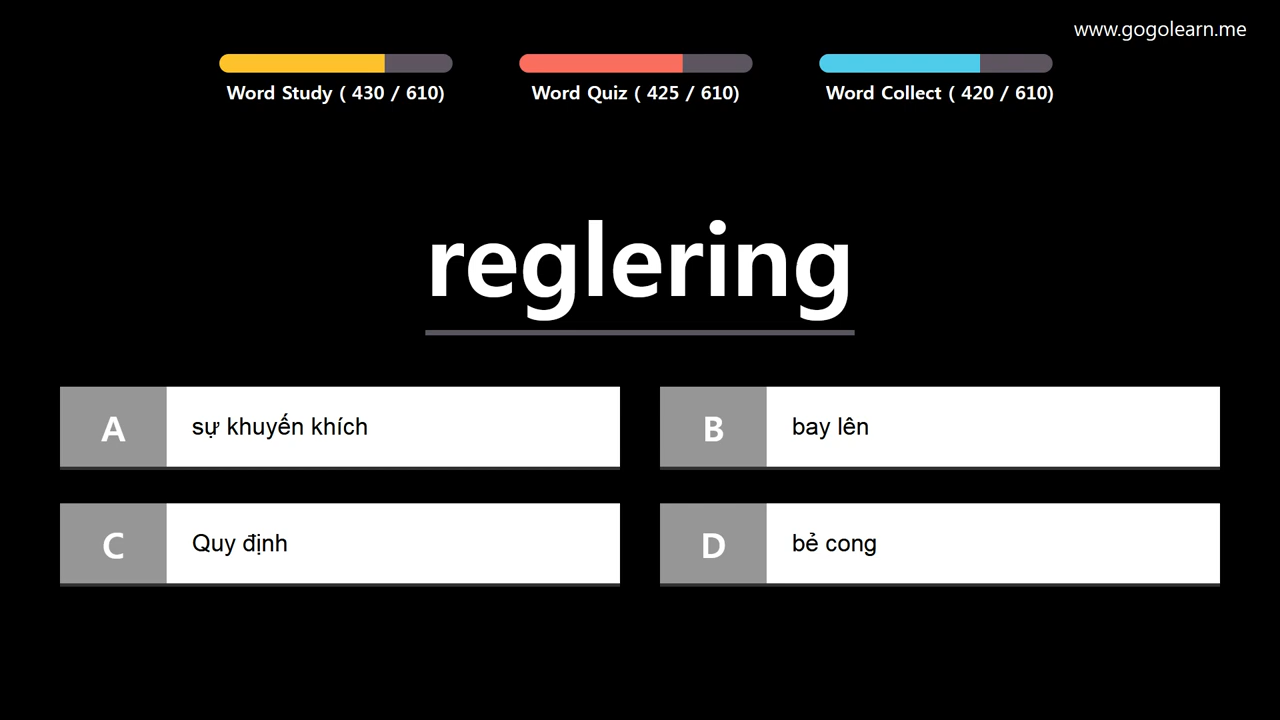 www.gogolearn.me
Word Study ( 430 / 610)
Word Quiz ( 425 / 610)
Word Collect ( 420 / 610)
reglering
A
sự khuyến khích
B
bay lên
C
Quy định
D
bẻ cong